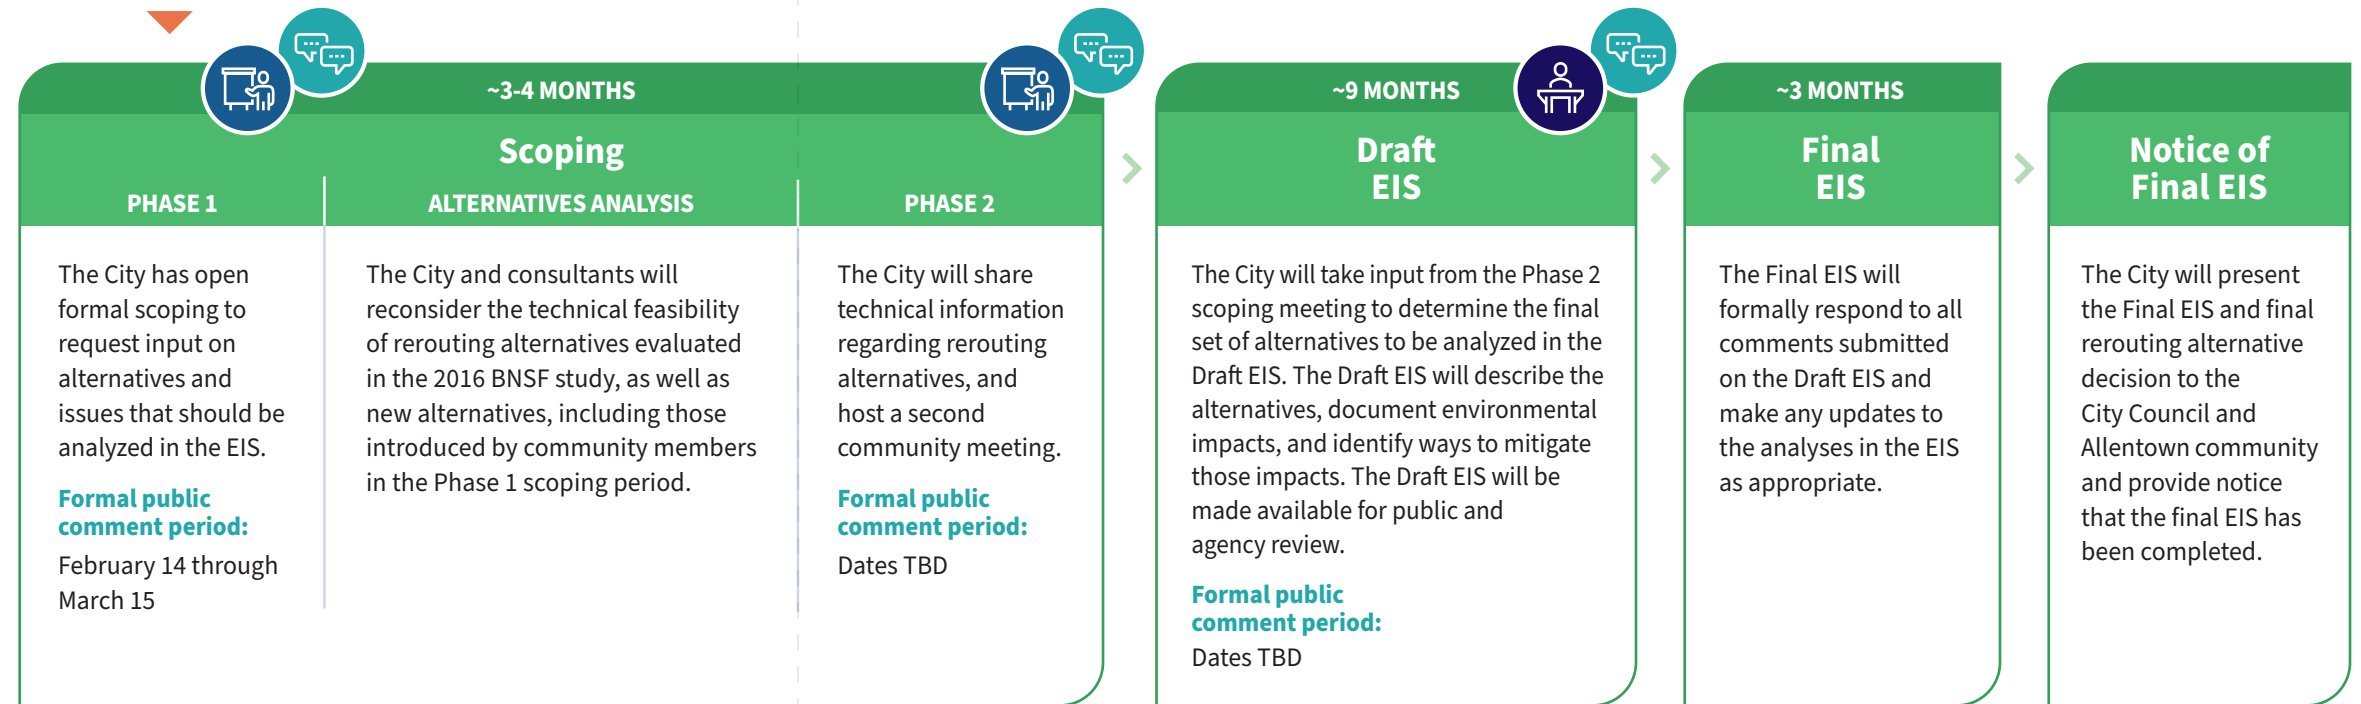 ~3-4 MONTHS
Scoping
PHASE 1
The City has open
formal scoping to
request input on
alternatives and
issues that should be
analyzed in the EIS.
Formal public
comment period:
February 14 through
March 15
ALTERNATIVES ANALYSIS
The City and consultants will
reconsider the technical feasibility
of rerouting alternatives evaluated
in the 2016 BNSF study, as well as
new alternatives, including those
introduced by community members
in the Phase 1 scoping period.
PHASE 2
The City will share
technical information
regarding rerouting
alternatives, and
host a second
community meeting.
Formal public
comment period:
Dates TBD
~9 MONTHS
Draft
EIS
The City will take input from the Phase 2
scoping meeting to determine the final
set of alternatives to be analyzed in the
Draft EIS. The Draft EIS will describe the
alternatives, document environmental
impacts, and identify ways to mitigate
those impacts. The Draft EIS will be
made available for public and
agency review.
Formal public
comment period:
Dates TBD
~3 MONTHS
Final
EIS
The Final EIS will
formally respond to all
comments submitted
on the Draft EIS and
make any updates to
the analyses in the EIS
as appropriate.
Notice of
Final EIS
The City will present
the Final EIS and final
rerouting alternative
decision to the
City Council and
Allentown community
and provide notice
that the final EIS has
been completed.